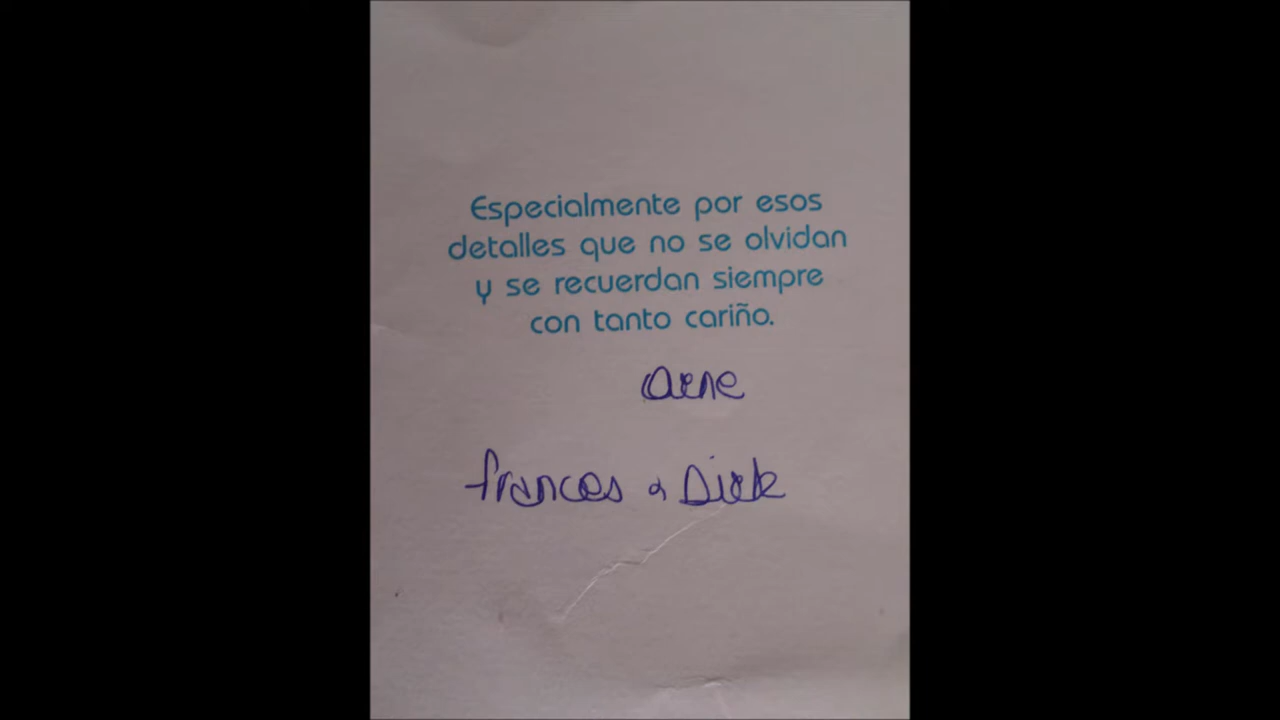 Especialmente por esos
detalles que no se olvidan
y se recuerdan siempre
con tanto cariño.
Arne
Frances & Dirk